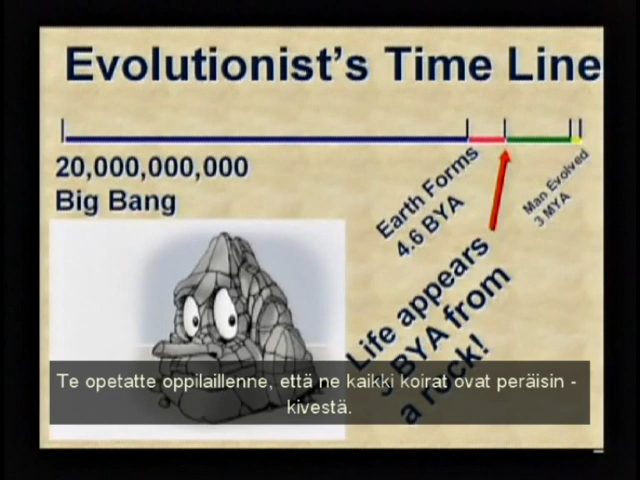 Evolutionist's Time Line
20,000,000,000
Big Bang
Earth Forms
4.6 BYA
Life appears
3 BYA from
a rock!
Man Evolved
3 MYA
Te opetatte oppilaillenne, että ne kaikki koirat ovat peräisin -
kivestä.